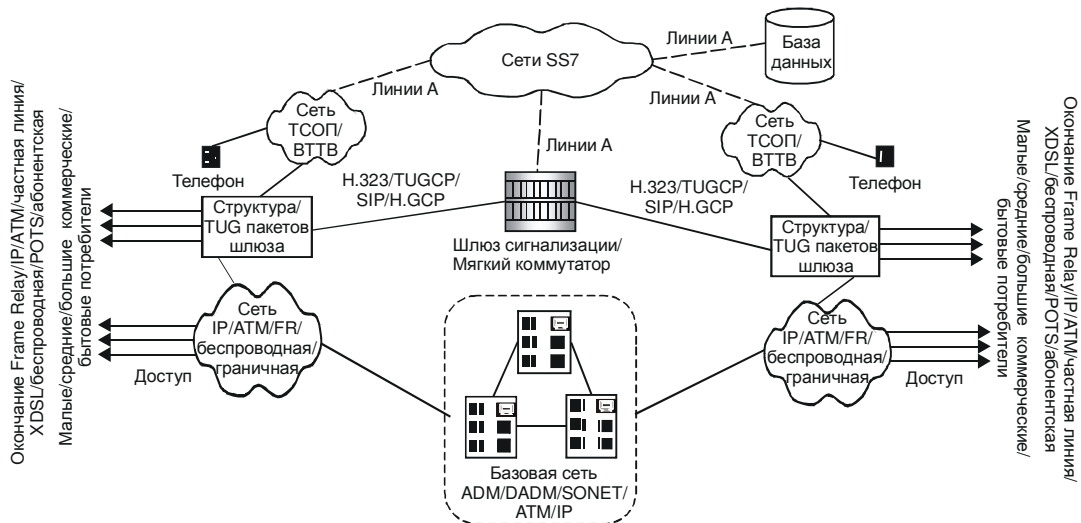 Сети SS7
Линии А
База
данных
Линии А
Линии А
Линии А
Сеть
ТСОП/
ВТТВ
Сеть
ТСОП/
ВТТВ
Телефон
Телефон
H.323/TUGCP/
SIP/H.GCP
H.323/TUGCP/
SIP/H.GCP
Структура/
TUG пакетов
шлюза
Структура/
TUG пакетов
шлюза
Шлюз сигнализации/
Мягкий коммутатор
Сеть
IP/ATM/FR/
беспроводная/
граничная
Сеть
IP/ATM/FR/
беспроводная/
граничная
Доступ
Доступ
Базовая сеть
ADM/DADM/SONET/
ATM/IP
Окончание Frame Relay/IP/ATM/частная линия/
XDSL/беспроводная/POTS/абонентская
Малые/средние/большие коммерческие/
бытовые потребители
Окончание Frame Relay/IP/ATM/частная линия/
XDSL/беспроводная/POTS/абонентская
Малые/средние/большие коммерческие/
бытовые потребители